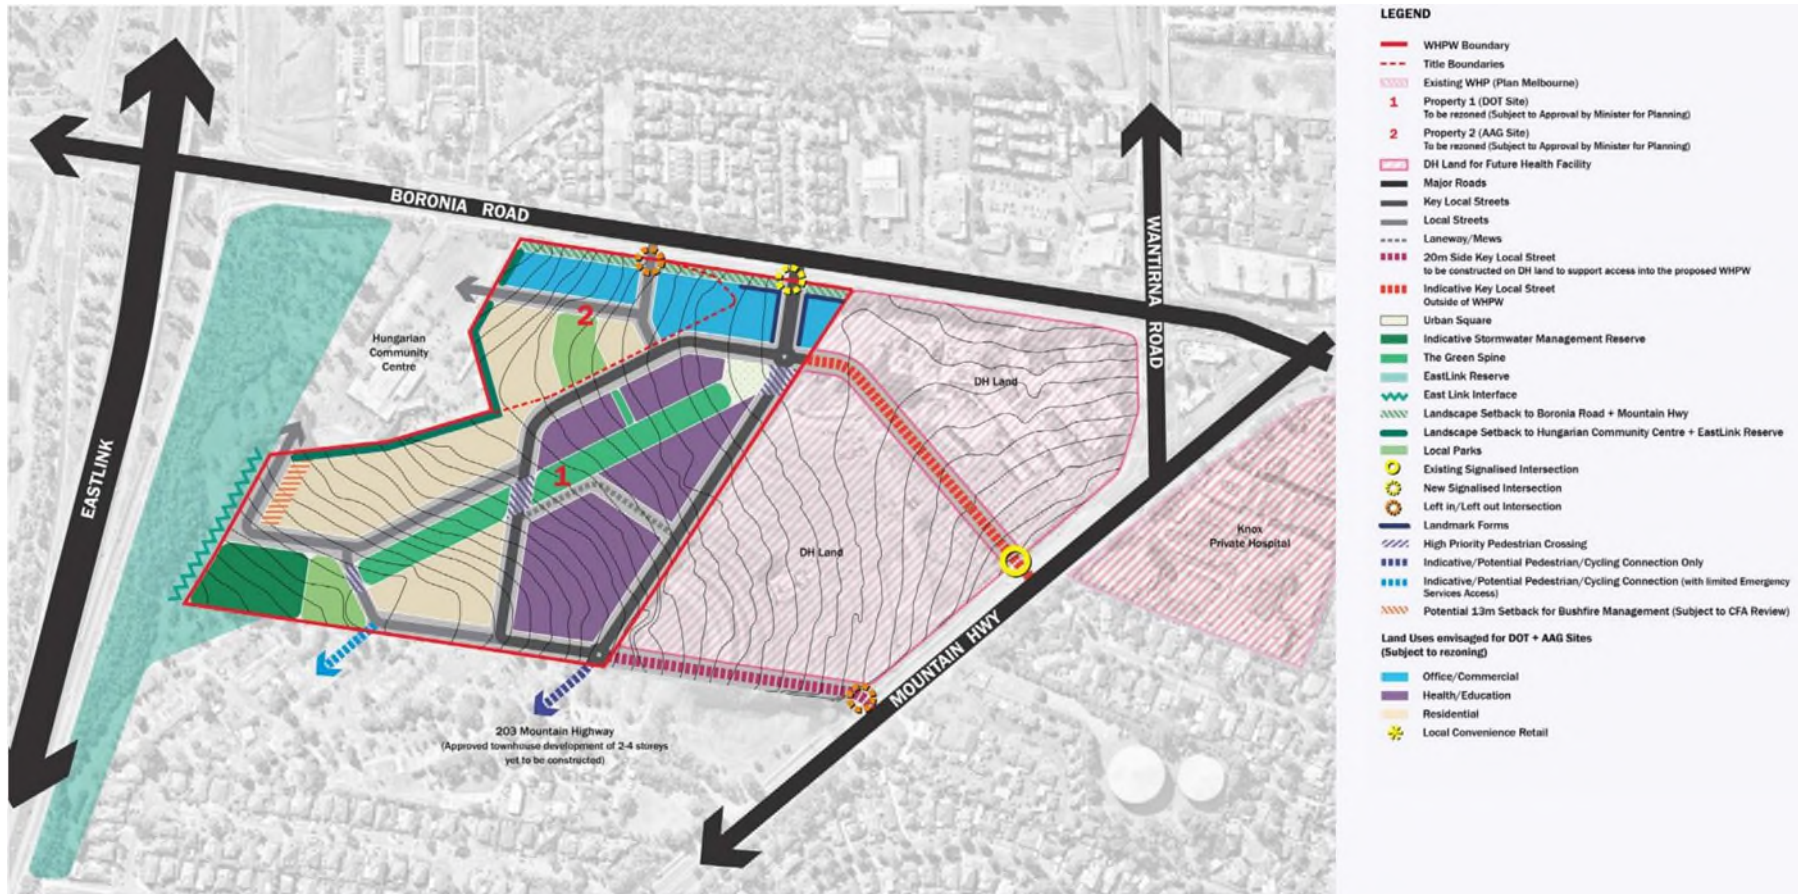 BORONIA ROAD
WANTIRNA ROAD
EASTLINK
MOUNTAIN HWY
Hungarian
Community
Centre
2
1
DH Land
DH Land
Knox
Private Hospital
203 Mountain Highway
(Approved townhouse development of 2-4 storeys
yet to be constructed)
LEGEND
WHPW Boundary
Title Boundaries
Existing WHP (Plan Melbourne)
1 Property 1 (DOT Site)
To be rezoned (Subject to Approval by Minister for Planning)
2 Property 2 (AAG Site)
To be rezoned (Subject to Approval by Minister for Planning)
DH Land for Future Health Facility
Major Roads
Key Local Streets
Local Streets
Laneway/Mews
20m Side Key Local Street
to be constructed on DH land to support access into the proposed WHPW
Indicative Key Local Street
Outside of WHPW
Urban Square
Indicative Stormwater Management Reserve
The Green Spine
EastLink Reserve
East Link Interface
Landscape Setback to Boronia Road + Mountain Hwy
Landscape Setback to Hungarian Community Centre + EastLink Reserve
Local Parks
Existing Signalised Intersection
New Signalised Intersection
Left in/Left out Intersection
Landmark Forms
High Priority Pedestrian Crossing
Indicative/Potential Pedestrian/Cycling Connection Only
Indicative/Potential Pedestrian/Cycling Connection (with limited Emergency
Services Access)
Potential 13m Setback for Bushfire Management (Subject to CFA Review)
Land Uses envisaged for DOT + AAG Sites
(Subject to rezoning)
Office/Commercial
Health/Education
Residential
Local Convenience Retail